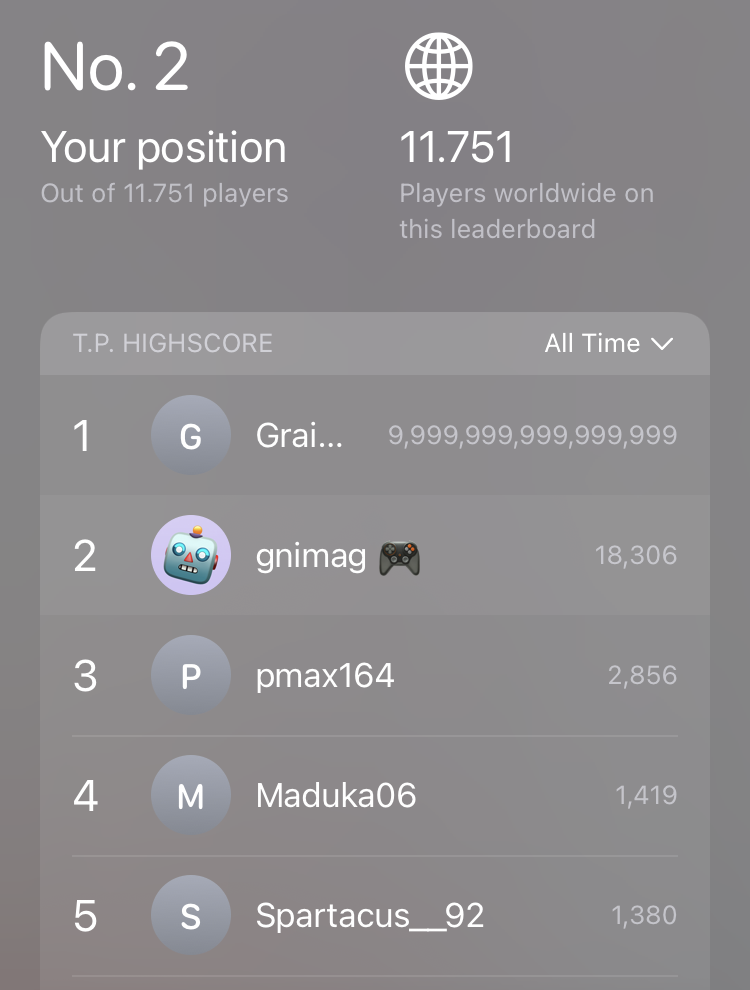 No. 2
Your position
Out of 11.751 players
11.751
Players worldwide on
this leaderboard
T.P. HIGHSCORE All Time
1 G Grai... 9,999,999,999,999,999
2 gnimag 🎮 18,306
3 P pmax164 2,856
4 M Maduka06 1,419
5 S Spartacus__92 1,380